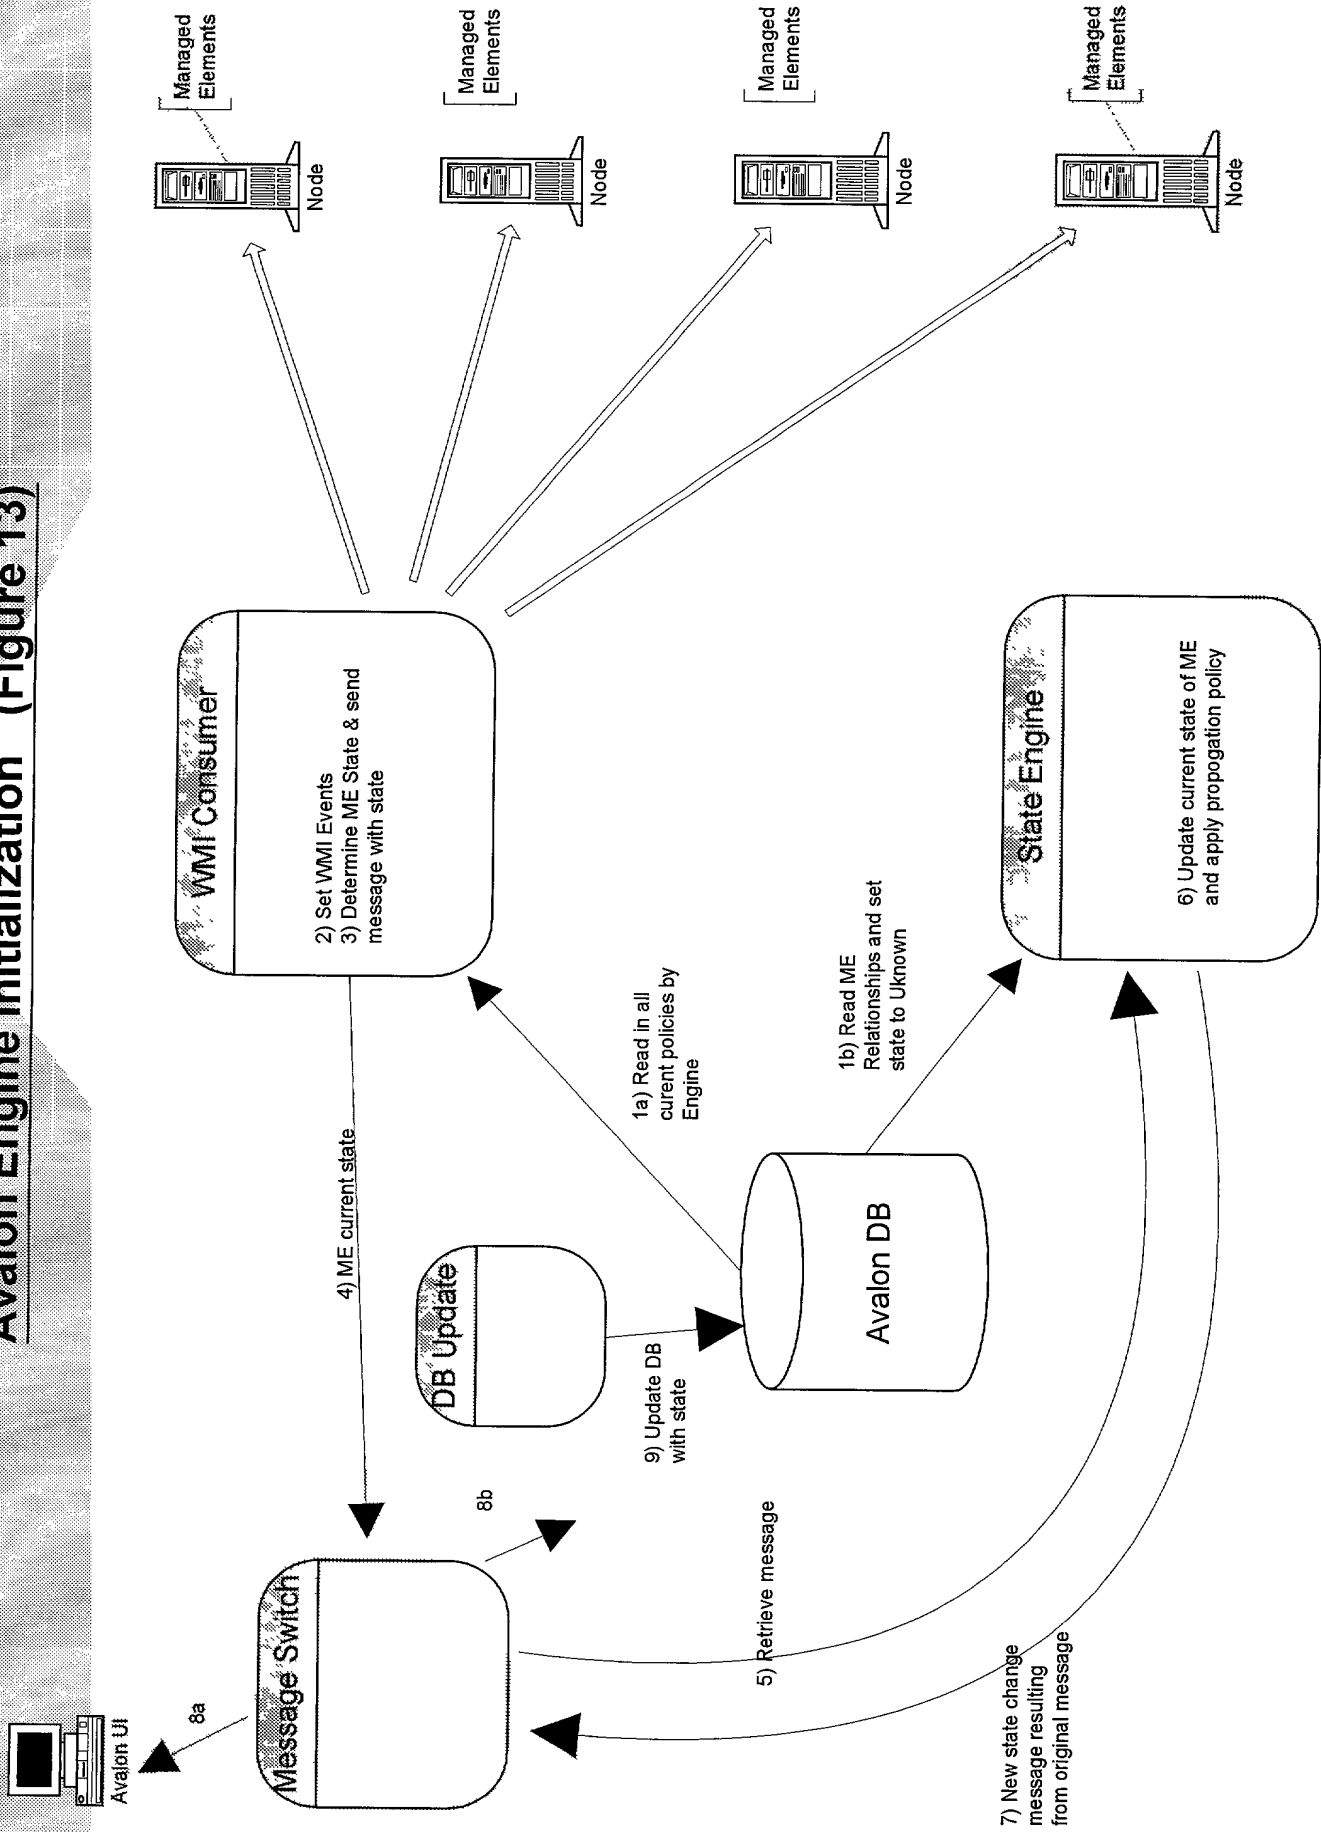 Avalon Engine Initialization (Figure 13)
Avalon UI
8a
Message Switch
8b
4) ME current state
WMI Consumer
2) Set WMI Events
3) Determine ME State & send
message with state
Managed
Elements
Node
Managed
Elements
Node
Managed
Elements
Node
Managed
Elements
Node
DB Update
9) Update DB
with state
1a) Read in all
curent policies by
Engine
Avalon DB
1b) Read ME
Relationships and set
state to Uknown
State Engine
6) Update current state of ME
and apply propogation policy
5) Retrieve message
7) New state change
message resulting
from original message